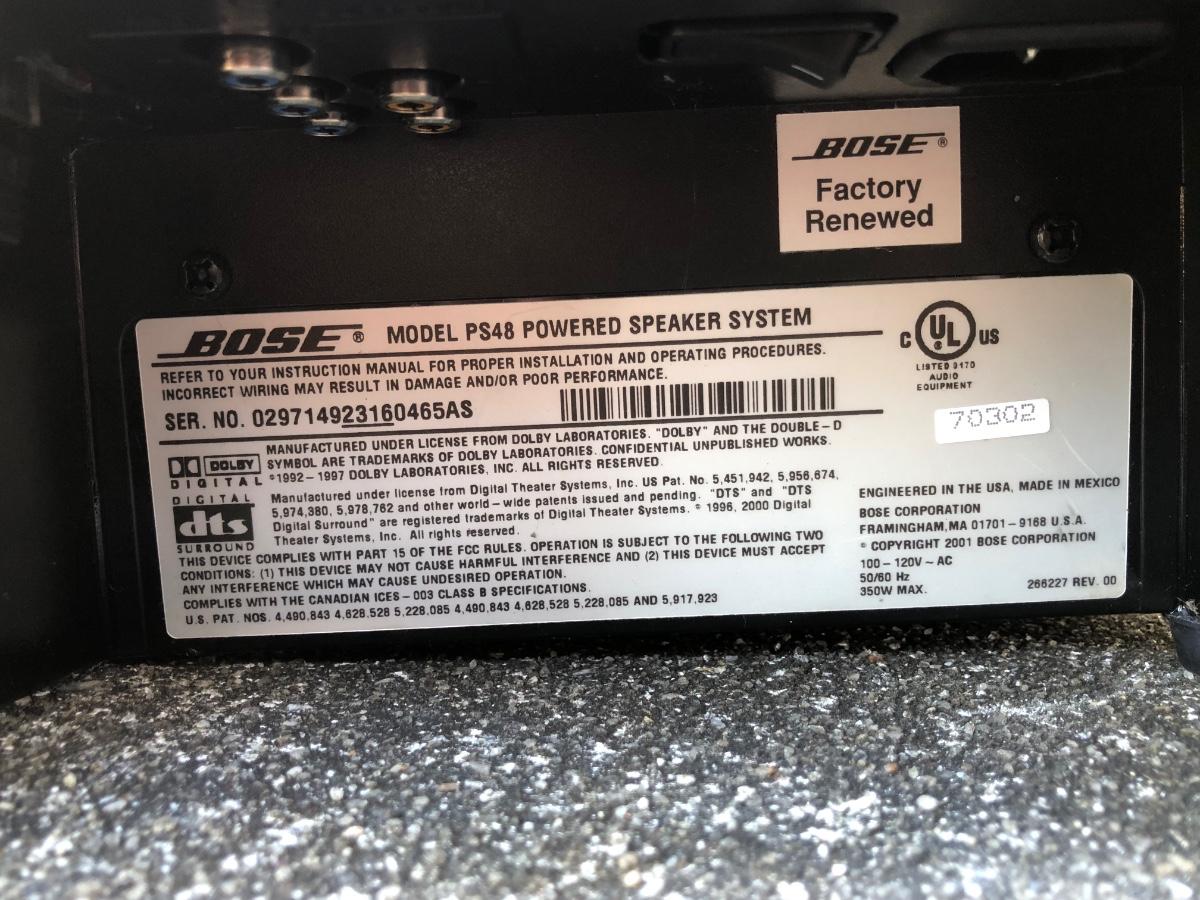 BOSE®
Factory
Renewed
BOSE® MODEL PS48 POWERED SPEAKER SYSTEM
REFER TO YOUR INSTRUCTION MANUAL FOR PROPER INSTALLATION AND OPERATING PROCEDURES.
INCORRECT WIRING MAY RESULT IN DAMAGE AND/OR POOR PERFORMANCE.
SER. NO. 029714923160465AS
C UL® US
LISTED 9170
AUDIO
EQUIPMENT
70302
DOLBY
DIGITAL
MANUFACTURED UNDER LICENSE FROM DOLBY LABORATORIES. "DOLBY" AND THE DOUBLE-D
SYMBOL ARE TRADEMARKS OF DOLBY LABORATORIES. CONFIDENTIAL UNPUBLISHED WORKS.
©1992-1997 DOLBY LABORATORIES, INC. ALL RIGHTS RESERVED.
DIGITAL
dts
SURROUND
Manufactured under license from Digital Theater Systems, Inc. US Pat. No. 5,451,942, 5,956,674,
5,974,380, 5,978,762 and other world-wide patents issued and pending. "DTS" and "DTS
Digital Surround" are registered trademarks of Digital Theater Systems. © 1996, 2000 Digital
Theater Systems, Inc. All rights reserved.
THIS DEVICE COMPLIES WITH PART 15 OF THE FCC RULES. OPERATION IS SUBJECT TO THE FOLLOWING TWO
CONDITIONS: (1) THIS DEVICE MAY NOT CAUSE HARMFUL INTERFERENCE AND (2) THIS DEVICE MUST ACCEPT
ANY INTERFERENCE WHICH MAY CAUSE UNDESIRED OPERATION.
COMPLIES WITH THE CANADIAN ICES-003 CLASS B SPECIFICATIONS.
U.S. PAT. NOS. 4,490,843 4,628,528 5,228,085 4,490,843 4,628,528 5,228,085 AND 5,917,923
ENGINEERED IN THE USA, MADE IN MEXICO
BOSE CORPORATION
FRAMINGHAM,MA 01701-9168 U.S.A.
© COPYRIGHT 2001 BOSE CORPORATION
100-120V ~ AC
50/60 Hz
350W MAX.
266227 REV. 00